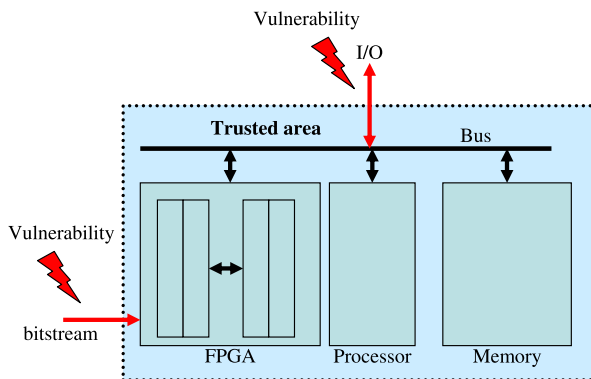 Vulnerability
I/O
Trusted area
Bus
Vulnerability
bitstream
FPGA
Processor
Memory